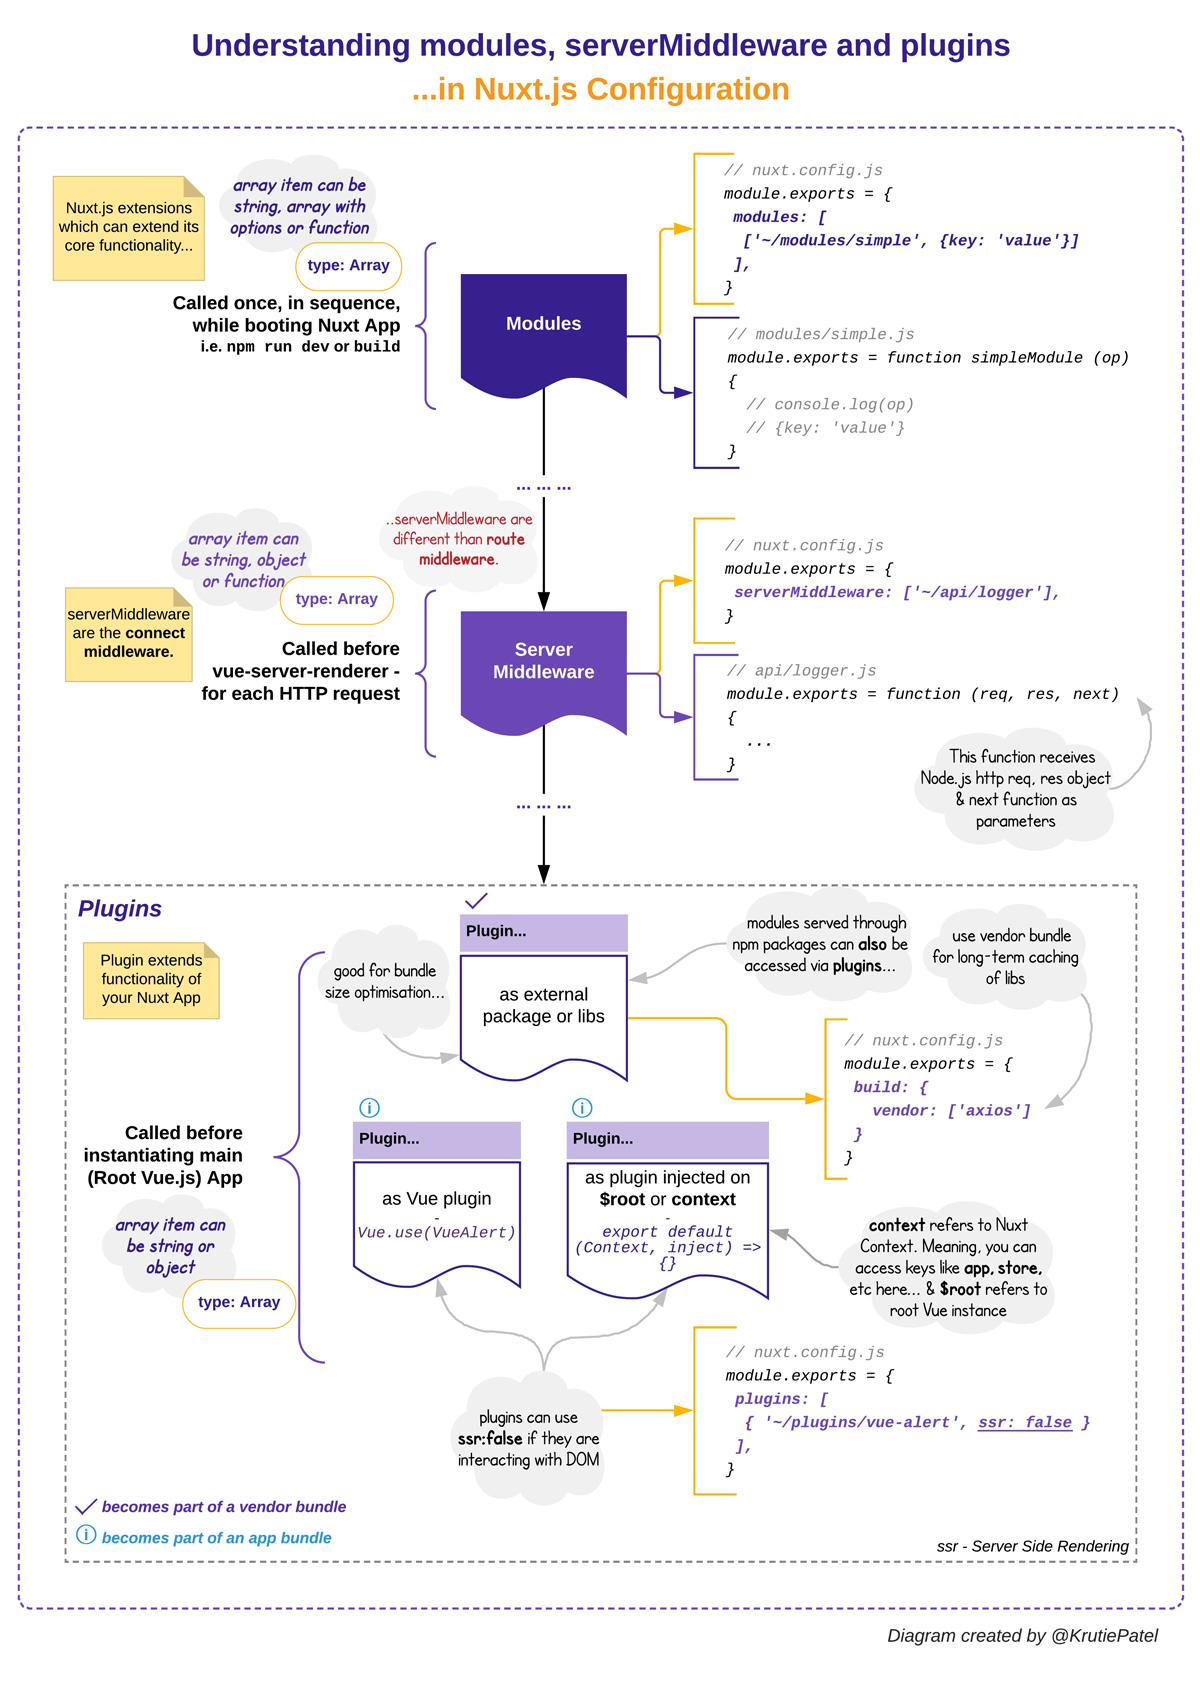 Understanding modules, serverMiddleware and plugins
...in Nuxt.js Configuration
Nuxt.js extensions
which can extend its
core functionality...
array item can be
string, array with
options or function
type: Array
Called once, in sequence,
while booting Nuxt App
i.e. npm run dev or build
Modules
// nuxt.config.js
module.exports = {
modules: [
['~/modules/simple', {key: 'value'}]
],
}
// modules/simple.js
module.exports = function simpleModule (op)
{
// console.log(op)
// {key: 'value'}
}
... ... ...
..serverMiddleware are
different than route
middleware.
array item can
be string, object
or function
type: Array
serverMiddleware
are the connect
middleware.
Called before
vue-server-renderer -
for each HTTP request
Server
Middleware
// nuxt.config.js
module.exports = {
serverMiddleware: ['~/api/logger'],
}
// api/logger.js
module.exports = function (req, res, next)
{
...
}
This function receives
Node.js http req, res object
& next function as
parameters
... ... ...
Plugins
Plugin extends
functionality of
your Nuxt App
good for bundle
size optimisation...
Plugin...
as external
package or libs
modules served through
npm packages can also be
accessed via plugins...
use vendor bundle
for long-term caching
of libs
// nuxt.config.js
module.exports = {
build: {
vendor: ['axios']
}
}
Called before
instantiating main
(Root Vue.js) App
array item can
be string or
object
type: Array
i
Plugin...
as Vue plugin
-
Vue.use(VueAlert)
i
Plugin...
as plugin injected on
$root or context
-
export default
(Context, inject) =>
{}
context refers to Nuxt
Context. Meaning, you can
access keys like app, store,
etc here... & $root refers to
root Vue instance
plugins can use
ssr:false if they are
interacting with DOM
// nuxt.config.js
module.exports = {
plugins: [
{ '~/plugins/vue-alert', ssr: false }
],
}
becomes part of a vendor bundle
i becomes part of an app bundle
ssr - Server Side Rendering
Diagram created by @KrutiePatel